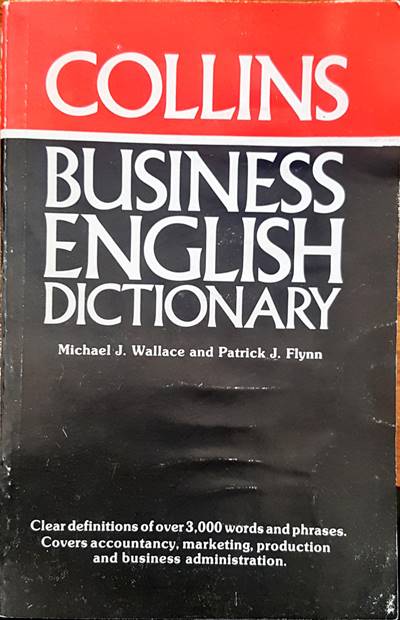 COLLINS
BUSINESS
ENGLISH
DICTIONARY
Michael J. Wallace and Patrick J. Flynn
Clear definitions of over 3,000 words and phrases.
Covers accountancy, marketing, production
and business administration.